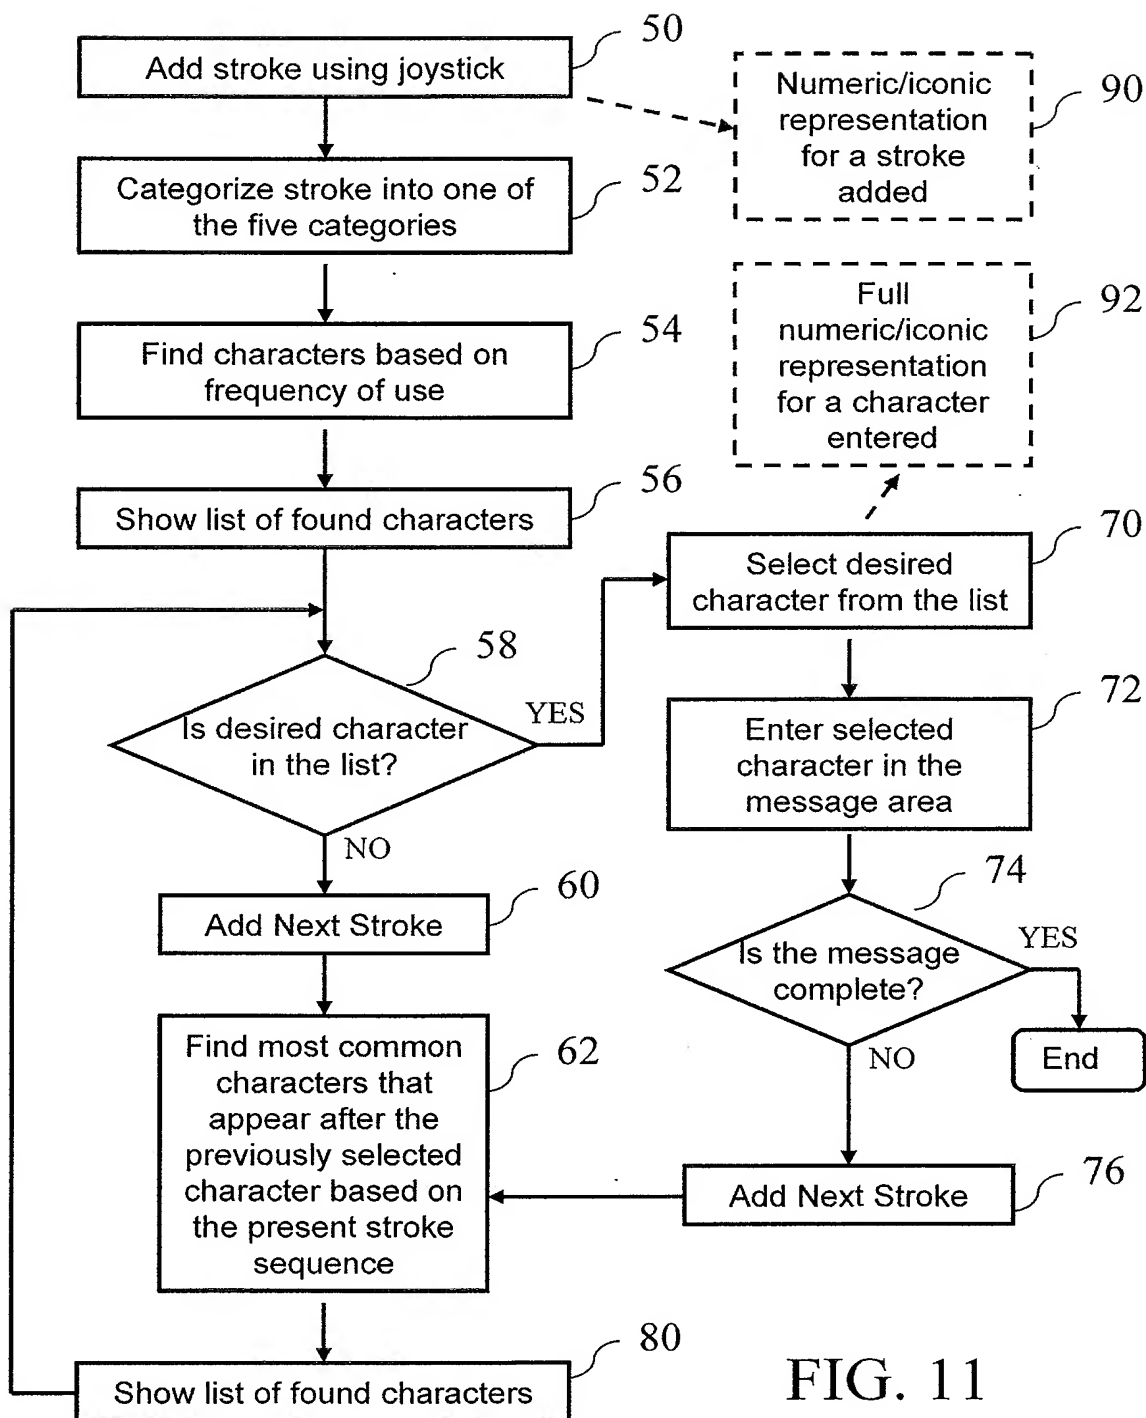 50
Add stroke using joystick
Numeric/iconic
representation
for a stroke
added
90
Categorize stroke into one of
the five categories
52
Full
numeric/iconic
representation
for a character
entered
92
Find characters based on
frequency of use
54
Show list of found characters
56
Select desired
character from the list
70
Is desired character
in the list?
58
YES
NO
Enter selected
character in the
message area
72
Add Next Stroke
60
Is the message
complete?
74
YES
NO
End
Find most common
characters that
appear after the
previously selected
character based on
the present stroke
sequence
62
Add Next Stroke
76
Show list of found characters
80
FIG. 11